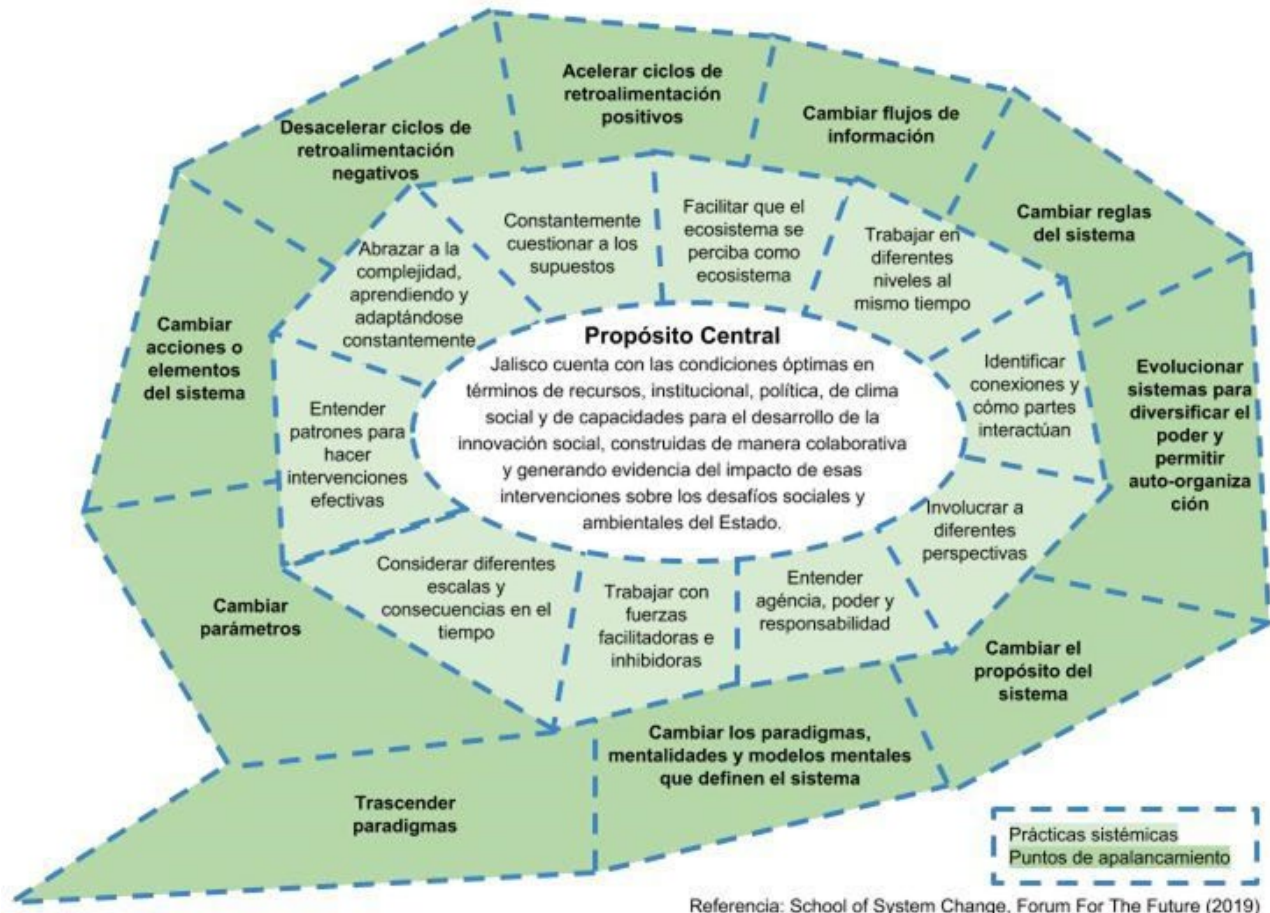 Acelerar ciclos de
retroalimentación
positivos
Cambiar flujos de
información
Cambiar reglas
del sistema
Evolucionar
sistemas para
diversificar el
poder y
permitir
auto-organiza
ción
Cambiar el
propósito del
sistema
Cambiar los paradigmas,
mentalidades y modelos mentales
que definen el sistema
Trascender
paradigmas
Cambiar
parámetros
Cambiar
acciones o
elementos
del sistema
Desacelerar ciclos de
retroalimentación
negativos
Constantemente
cuestionar a los
supuestos
Facilitar que el
ecosistema se
perciba como
ecosistema
Trabajar en
diferentes
niveles al
mismo tiempo
Identificar
conexiones y
cómo partes
interactúan
Involucrar a
diferentes
perspectivas
Entender
agéncia, poder y
responsabilidad
Trabajar con
fuerzas
facilitadoras e
inhibidoras
Considerar diferentes
escalas y
consecuencias en el
tiempo
Entender
patrones para
hacer
intervenciones
efectivas
Abrazar a la
complejidad,
aprendiendo y
adaptándose
constantemente
Propósito Central
Jalisco cuenta con las condiciones óptimas en
términos de recursos, institucional, política, de clima
social y de capacidades para el desarrollo de la
innovación social, construidas de manera colaborativa
y generando evidencia del impacto de esas
intervenciones sobre los desafíos sociales y
ambientales del Estado.
Prácticas sistémicas
Puntos de apalancamiento
Referencia: School of System Change, Forum For The Future (2019)